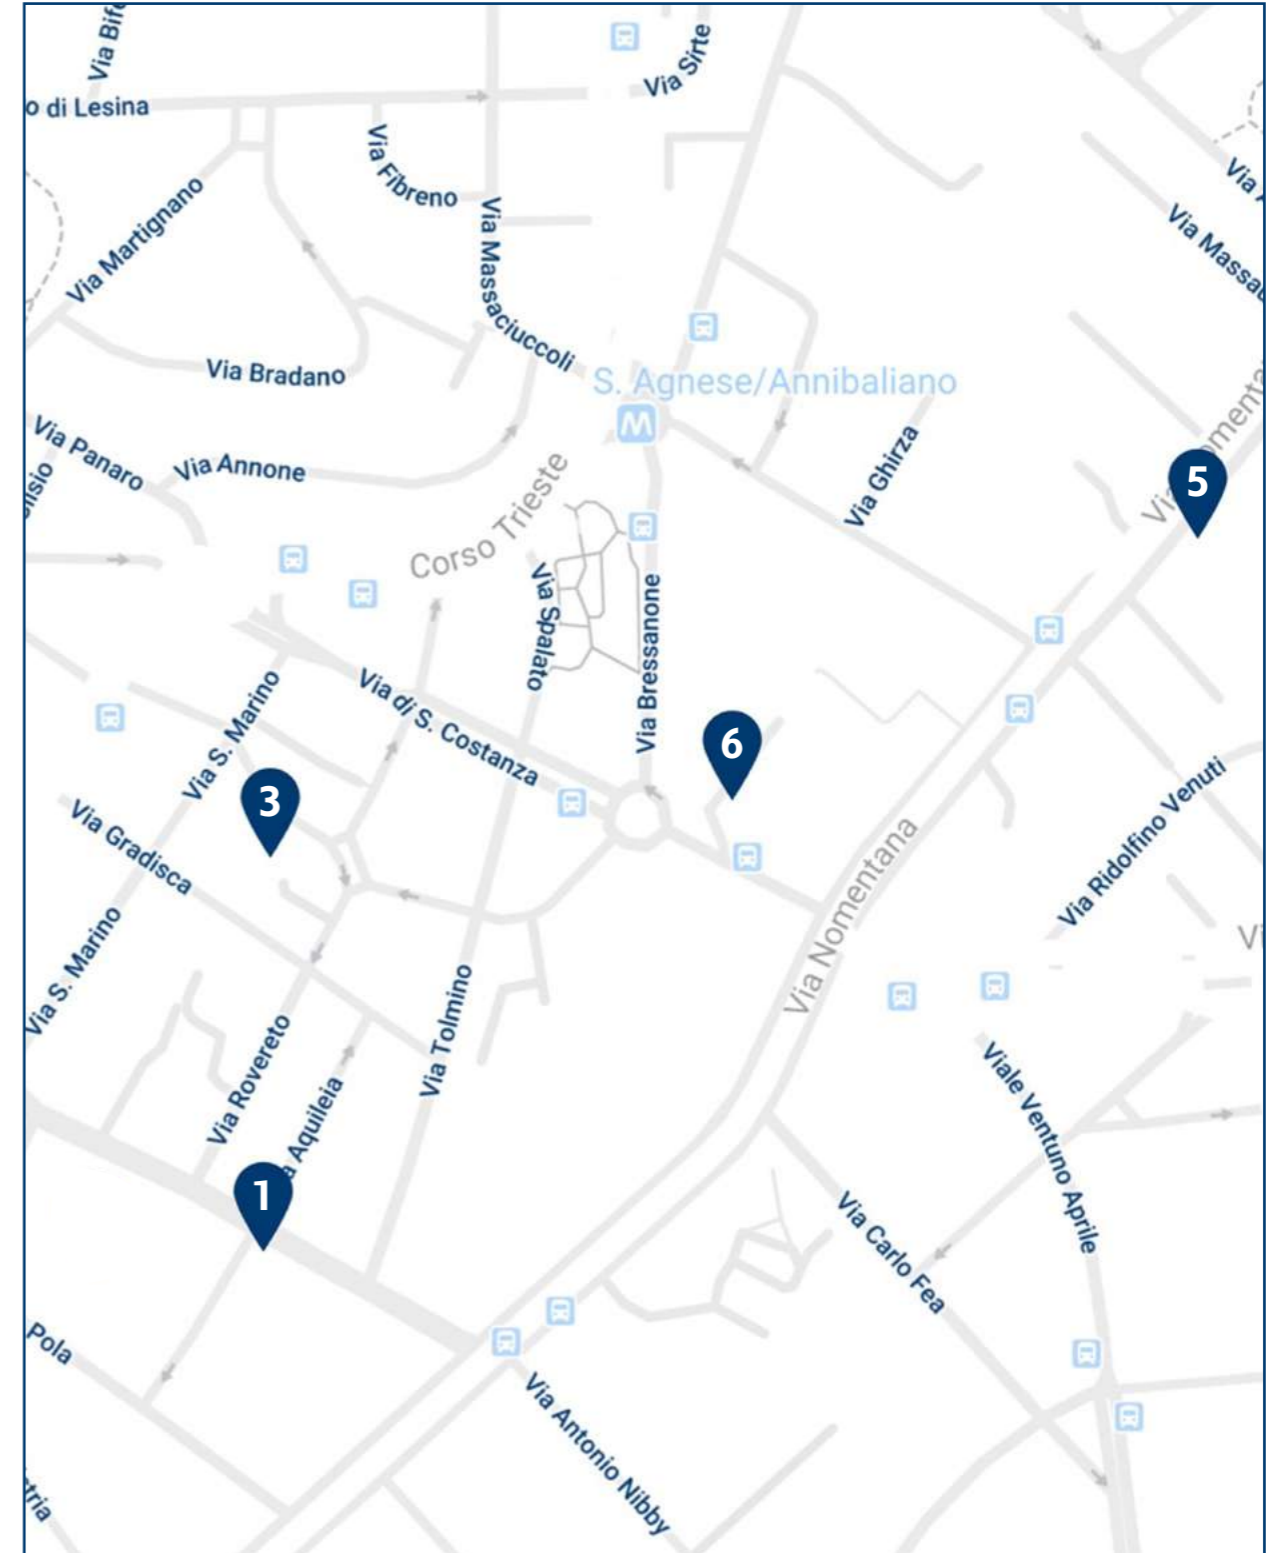 Via Bife
Via Sirte
o di Lesina
Via Fibreno
Via Martignano
Via Massaciuccoli
Via A
Via Massau
Via Bradano
S. Agnese/Annibaliano
M
Via Panaro
Via Annone
Via Ghirza
Corso Trieste
5
Via Spalato
Via Bressanone
Via di S. Costanza
Via S. Marino
6
3
Via Gradisca
Via Ridolfino Venuti
Via Nomentana
Vi
Via S. Marino
Via Tolmino
Via Rovereto
a Aquileia
Viale Ventuno Aprile
1
Via Carlo Fea
Pola
Via Antonio Nibby